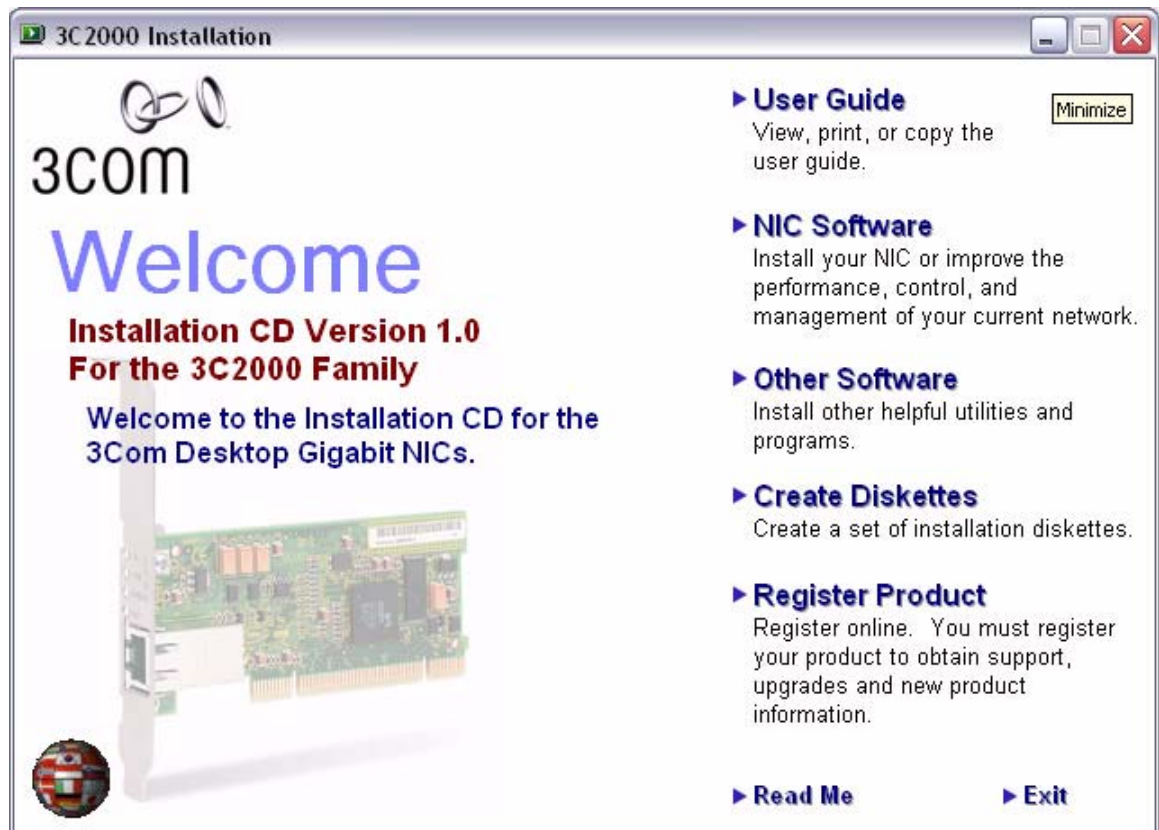 3C2000 Installation
3COM
Welcome
Installation CD Version 1.0
For the 3C2000 Family
Welcome to the Installation CD for the
3Com Desktop Gigabit NICs.
User Guide
Minimize
View, print, or copy the
user guide.
NIC Software
Install your NIC or improve the
performance, control, and
management of your current network.
Other Software
Install other helpful utilities and
programs.
Create Diskettes
Create a set of installation diskettes.
Register Product
Register online. You must register
your product to obtain support,
upgrades and new product
information.
Read Me
Exit